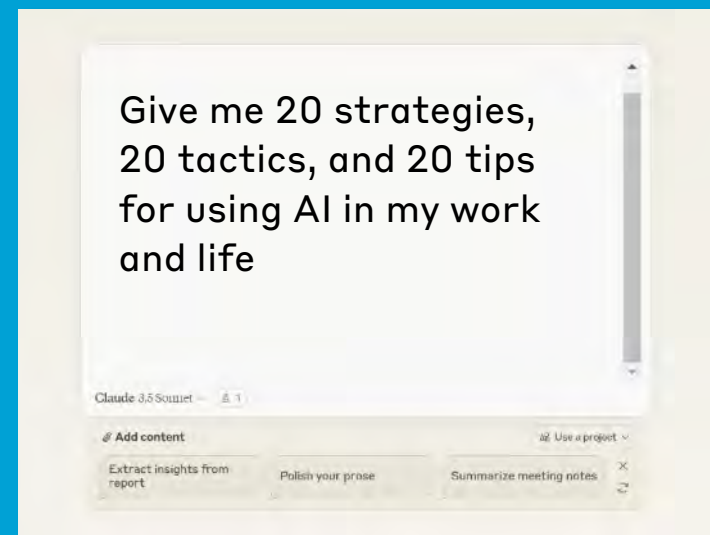 Give me 20 strategies,
20 tactics, and 20 tips
for using AI in my work
and life
Claude 3.5 Sonnet
1
Add content
Use a project
Extract insights from
report
Polish your prose
Summarize meeting notes